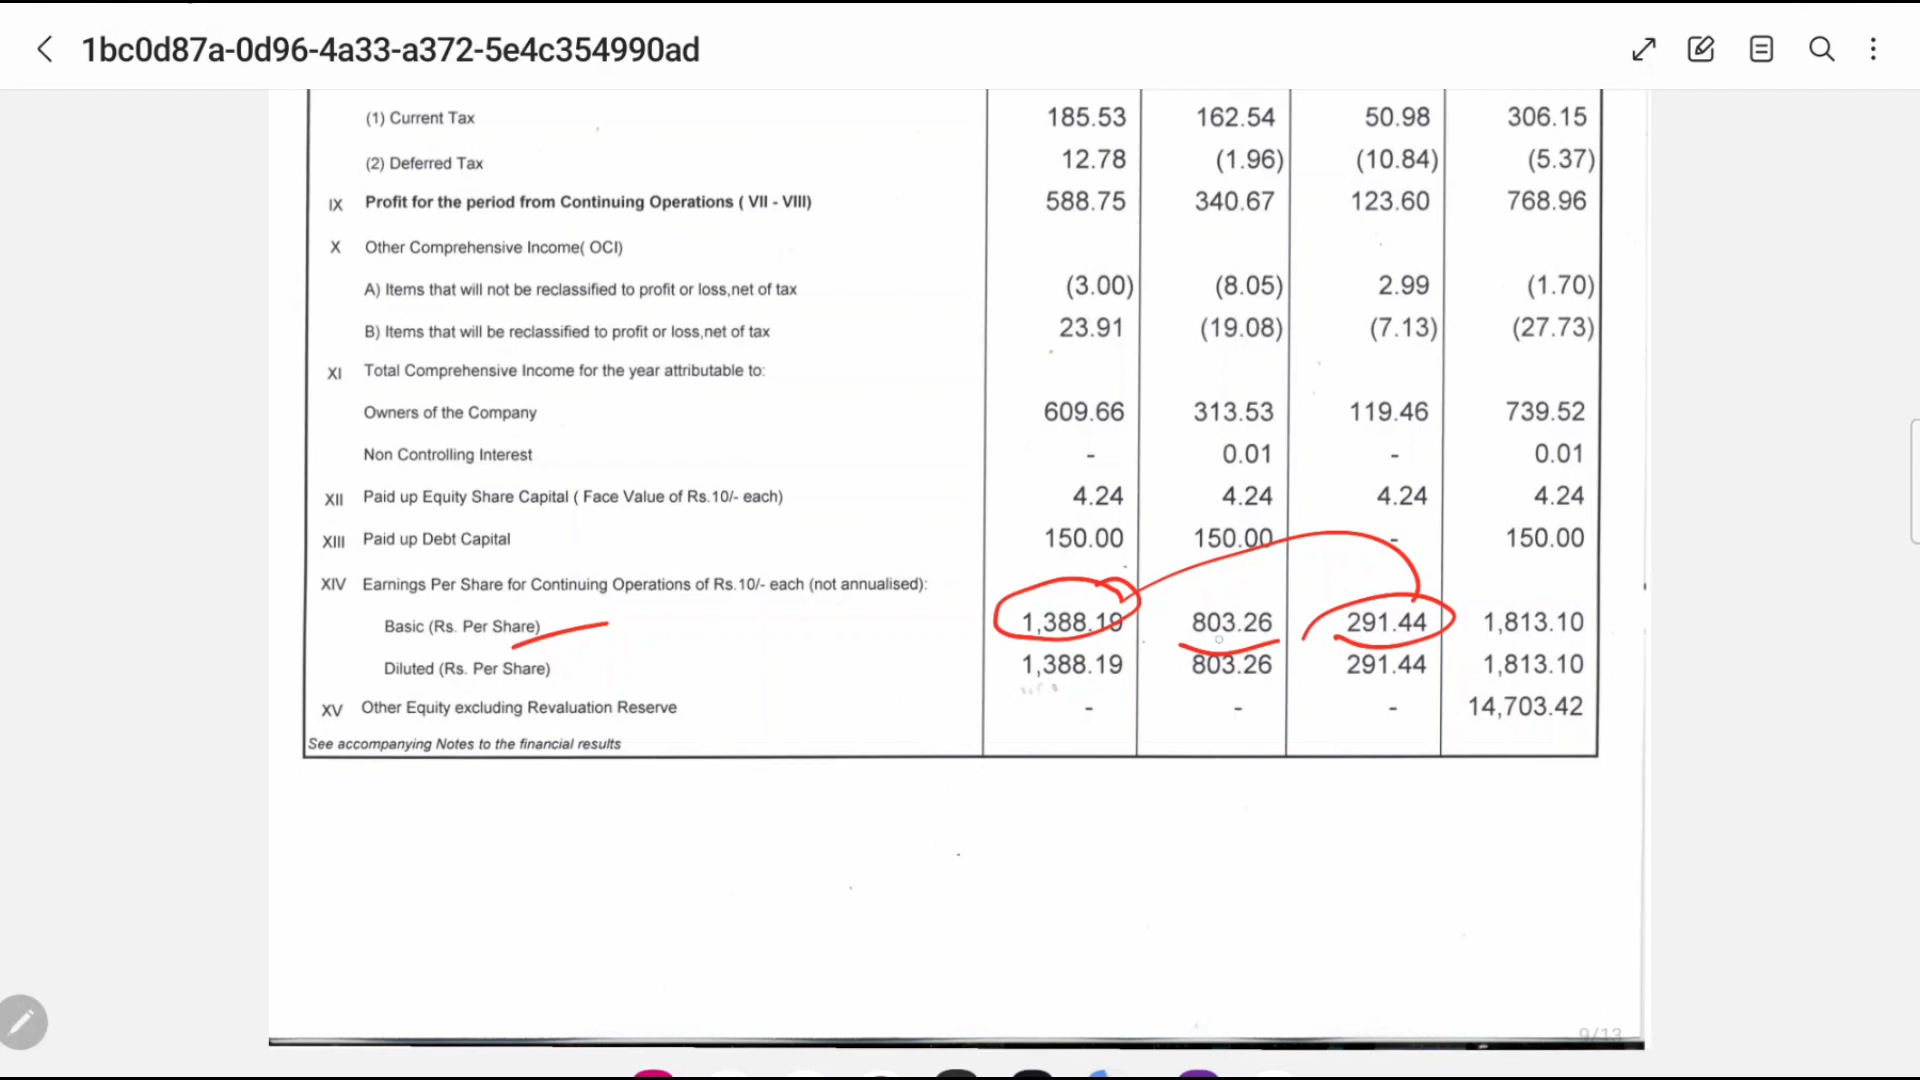 1bc0d87a-0d96-4a33-a372-5e4c354990ad
(1) Current Tax 185.53 162.54 50.98 306.15
(2) Deferred Tax 12.78 (1.96) (10.84) (5.37)
IX Profit for the period from Continuing Operations ( VII - VIII) 588.75 340.67 123.60 768.96
X Other Comprehensive Income( OCI)
A) Items that will not be reclassified to profit or loss,net of tax (3.00) (8.05) 2.99 (1.70)
B) Items that will be reclassified to profit or loss,net of tax 23.91 (19.08) (7.13) (27.73)
XI Total Comprehensive Income for the year attributable to:
Owners of the Company 609.66 313.53 119.46 739.52
Non Controlling Interest - 0.01 - 0.01
XII Paid up Equity Share Capital ( Face Value of Rs.10/- each) 4.24 4.24 4.24 4.24
XIII Paid up Debt Capital 150.00 150.00 - 150.00
XIV Earnings Per Share for Continuing Operations of Rs.10/- each (not annualised):
Basic (Rs. Per Share) 1,388.19 803.26 291.44 1,813.10
Diluted (Rs. Per Share) 1,388.19 803.26 291.44 1,813.10
XV Other Equity excluding Revaluation Reserve - - - 14,703.42
See accompanying Notes to the financial results
9/13